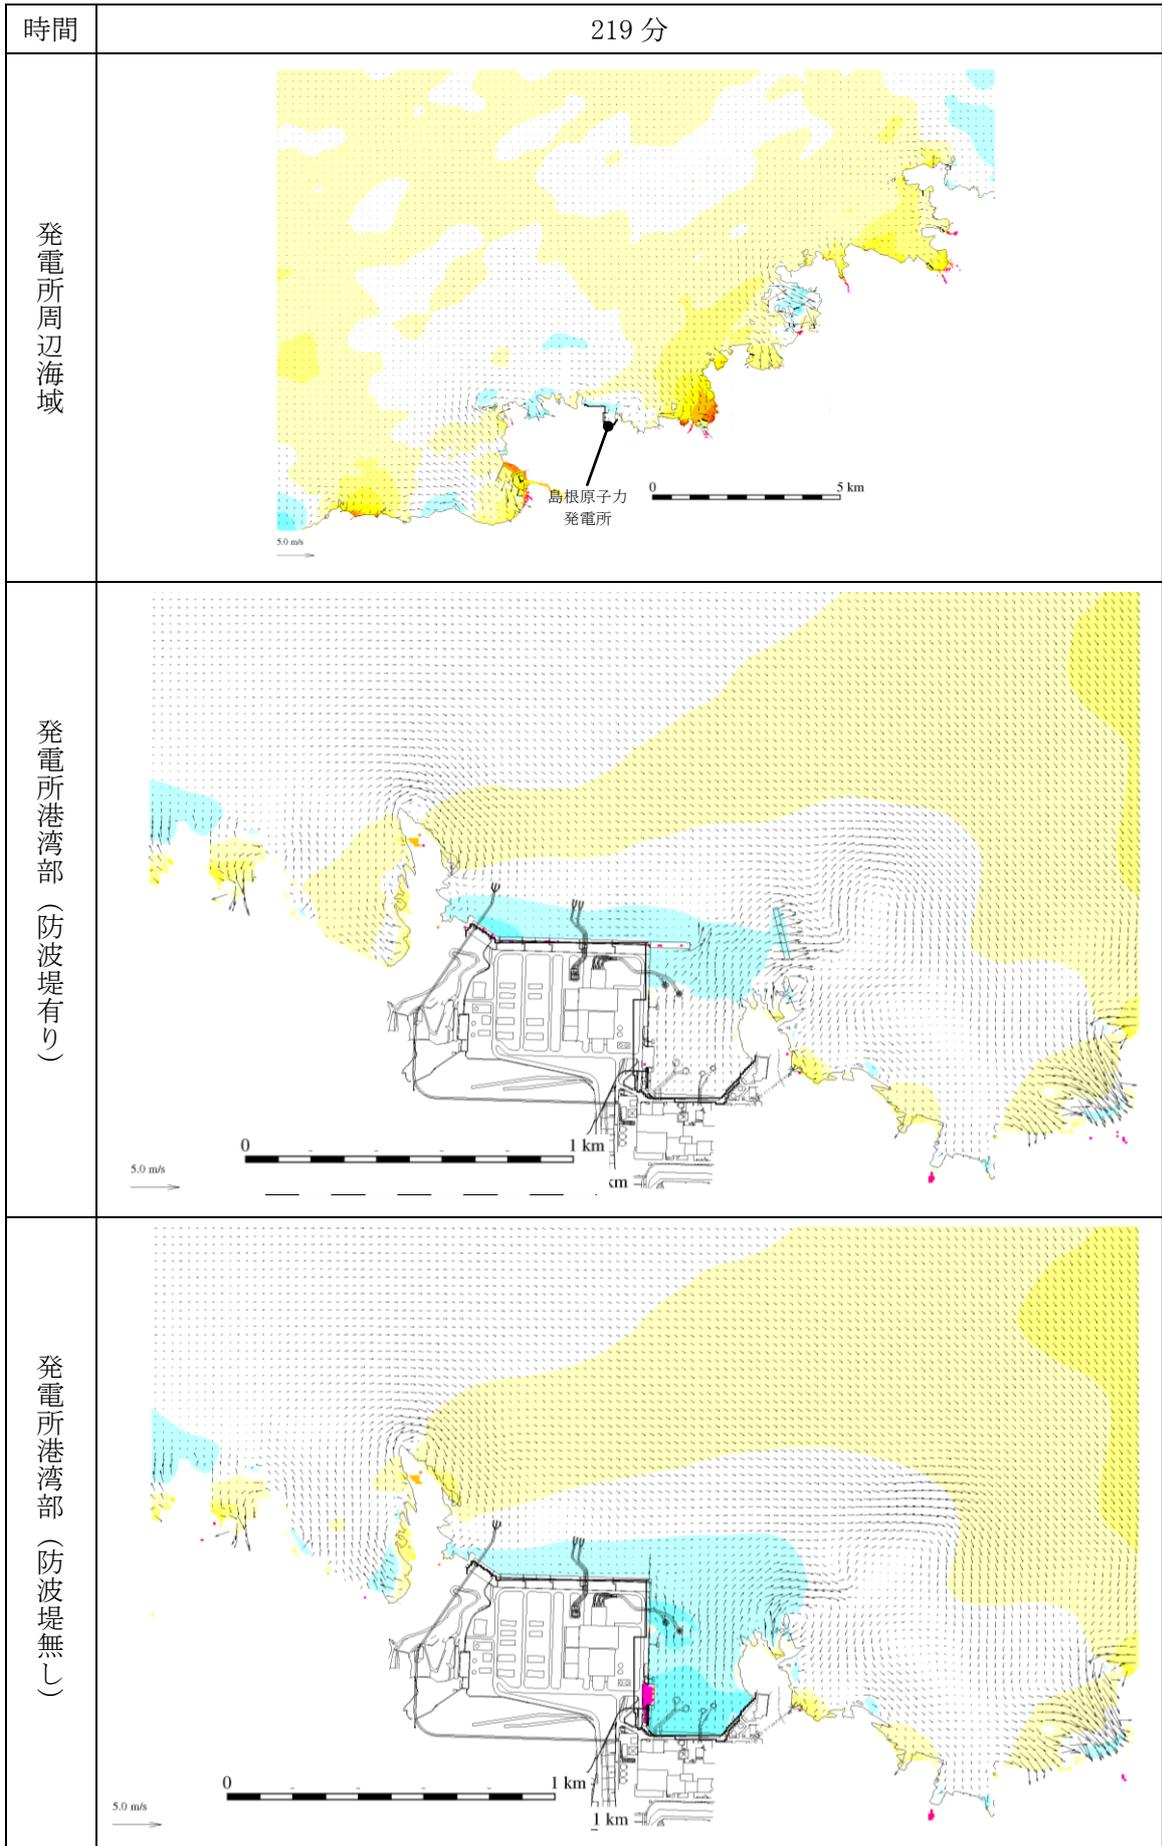 時間
219 分
発電所周辺海域
島根原子力
発電所
0
5 km
5.0 m/s
発電所港湾部（防波堤有り）
0
1 km
5.0 m/s
km
発電所港湾部（防波堤無し）
0
1 km
5.0 m/s
1 km